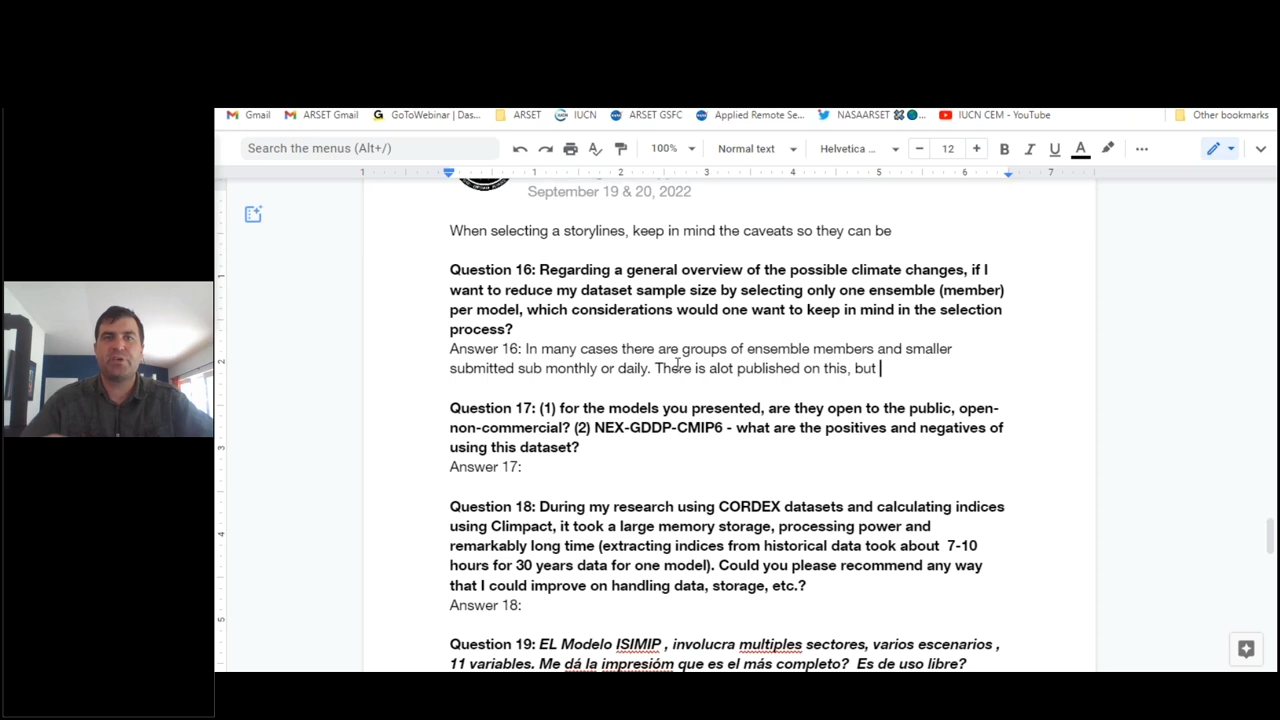 Gmail ARSET Gmail GoToWebinar | Das... ARSET IUCN ARSET GSFC Applied Remote Se... NASAARSET IUCN CEM - YouTube Other bookmarks
Search the menus (Alt+/) 100% Normal text Helvetica ... 12 B I U A
1 1 2 3 4 5 6 7
September 19 & 20, 2022
When selecting a storylines, keep in mind the caveats so they can be
Question 16: Regarding a general overview of the possible climate changes, if I
want to reduce my dataset sample size by selecting only one ensemble (member)
per model, which considerations would one want to keep in mind in the selection
process?
Answer 16: In many cases there are groups of ensemble members and smaller
submitted sub monthly or daily. There is alot published on this, but
Question 17: (1) for the models you presented, are they open to the public, open-
non-commercial? (2) NEX-GDDP-CMIP6 - what are the positives and negatives of
using this dataset?
Answer 17:
Question 18: During my research using CORDEX datasets and calculating indices
using Climpact, it took a large memory storage, processing power and
remarkably long time (extracting indices from historical data took about 7-10
hours for 30 years data for one model). Could you please recommend any way
that I could improve on handling data, storage, etc.?
Answer 18:
Question 19: EL Modelo ISIMIP , involucra multiples sectores, varios escenarios ,
11 variables. Me dá la impresióm que es el más completo? Es de uso libre?